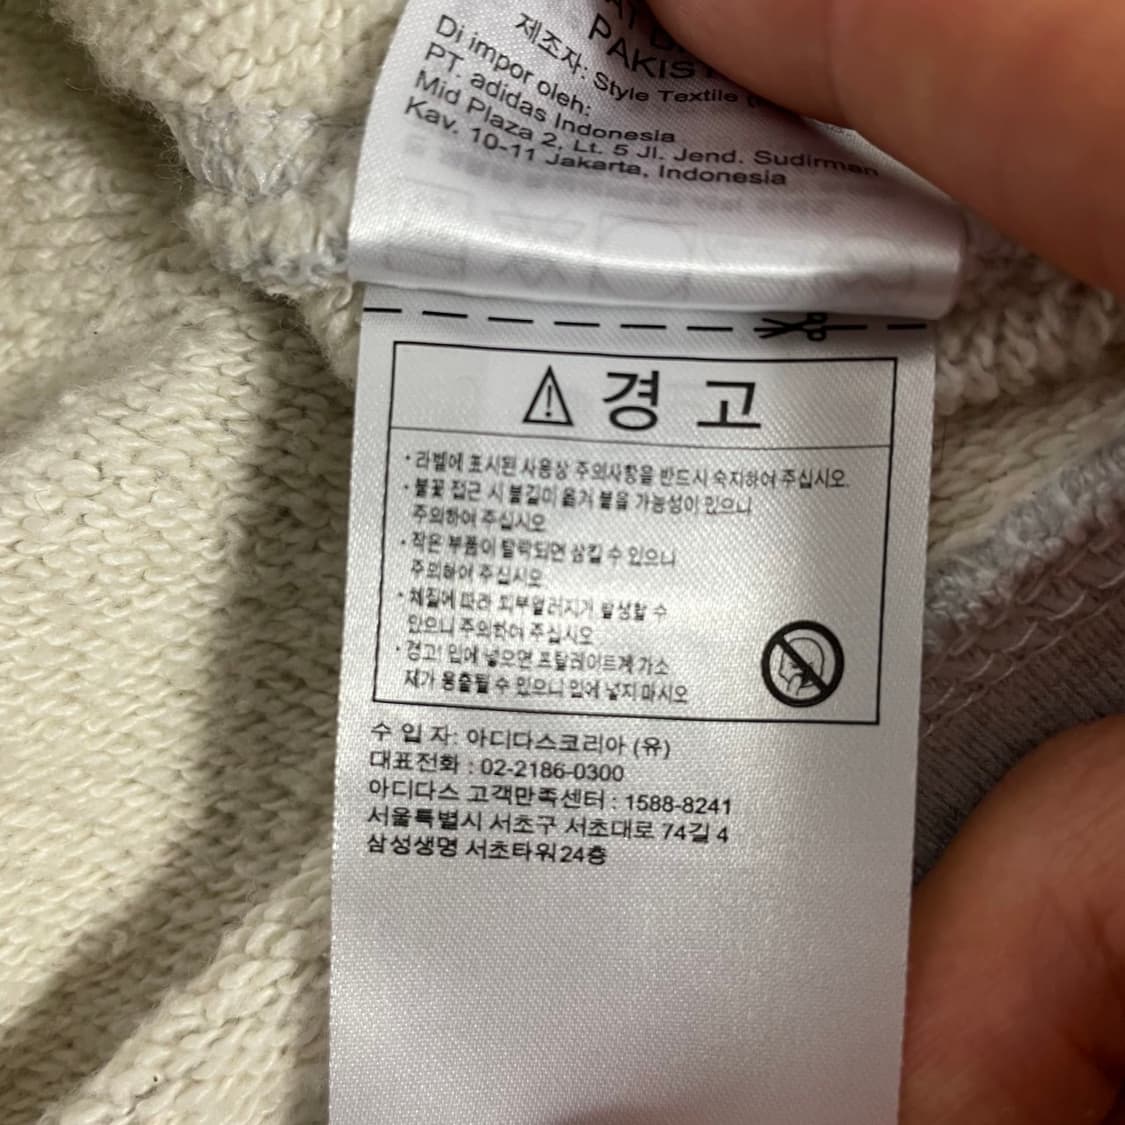 PAKIS
제조자: Style Textile
Di impor oleh:
PT. adidas Indonesia
Mid Plaza 2, Lt. 5 Jl. Jend. Sudirman
Kav. 10-11 Jakarta, Indonesia
경 고
• 라벨에 표시된 사용상 주의사항을 반드시 숙지하여 주십시오.
• 불꽃 접근 시 불길이 옮겨 붙을 가능성이 있으니
주의하여 주십시오
• 작은 부품이 탈락되면 삼킬 수 있으니
주의하여 주십시오
• 체질에 따라 피부알러지가 발생할 수
있으니 주의하여 주십시오
• 경고! 입에 넣으면 프탈레이트계 가소
제가 용출될 수 있으니 입에 넣지 마시오
수 입 자: 아디다스코리아 (유)
대표전화 : 02-2186-0300
아디다스 고객만족센터 : 1588-8241
서울특별시 서초구 서초대로 74길 4
삼성생명 서초타워24층